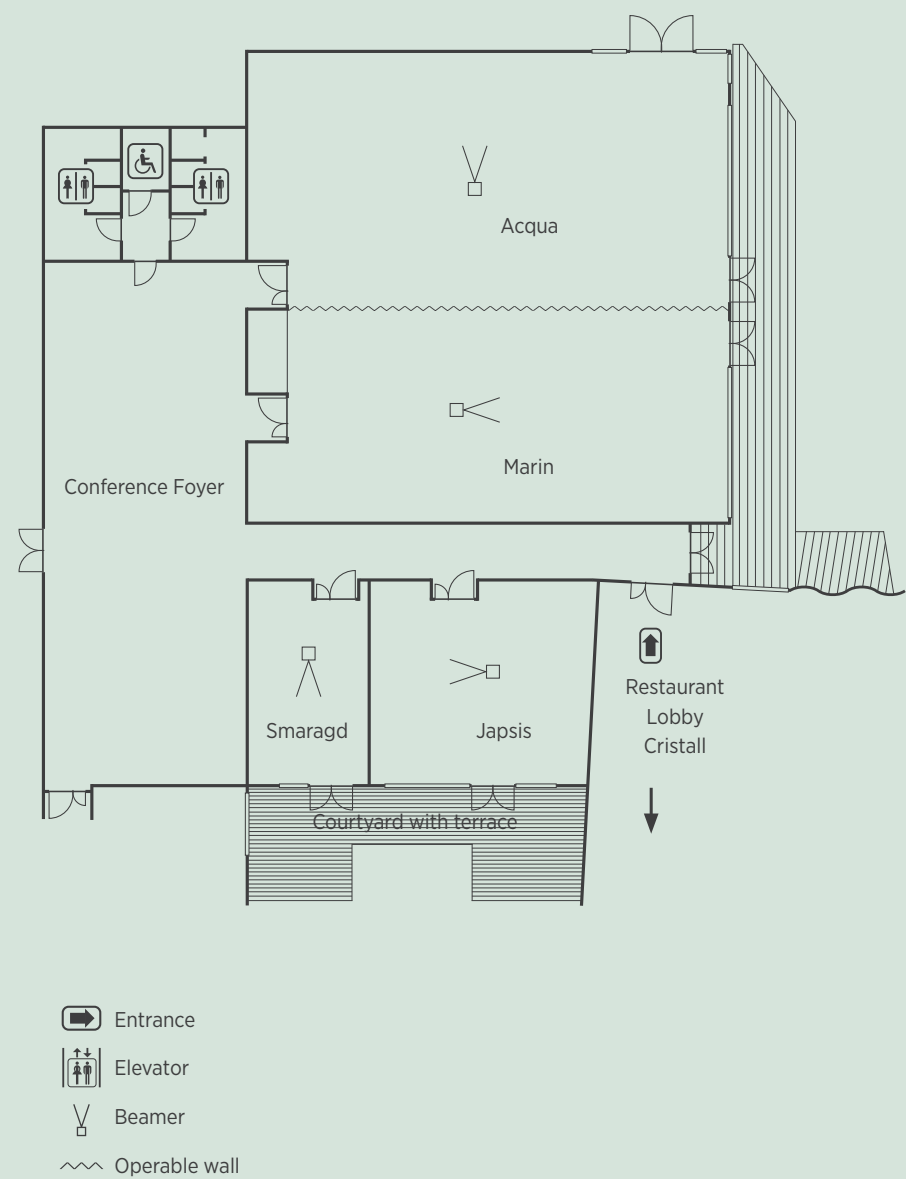 Acqua
Marin
Conference Foyer
Smaragd
Japsis
Restaurant
Lobby
Cristall
Courtyard with terrace
Entrance
Elevator
Beamer
Operable wall